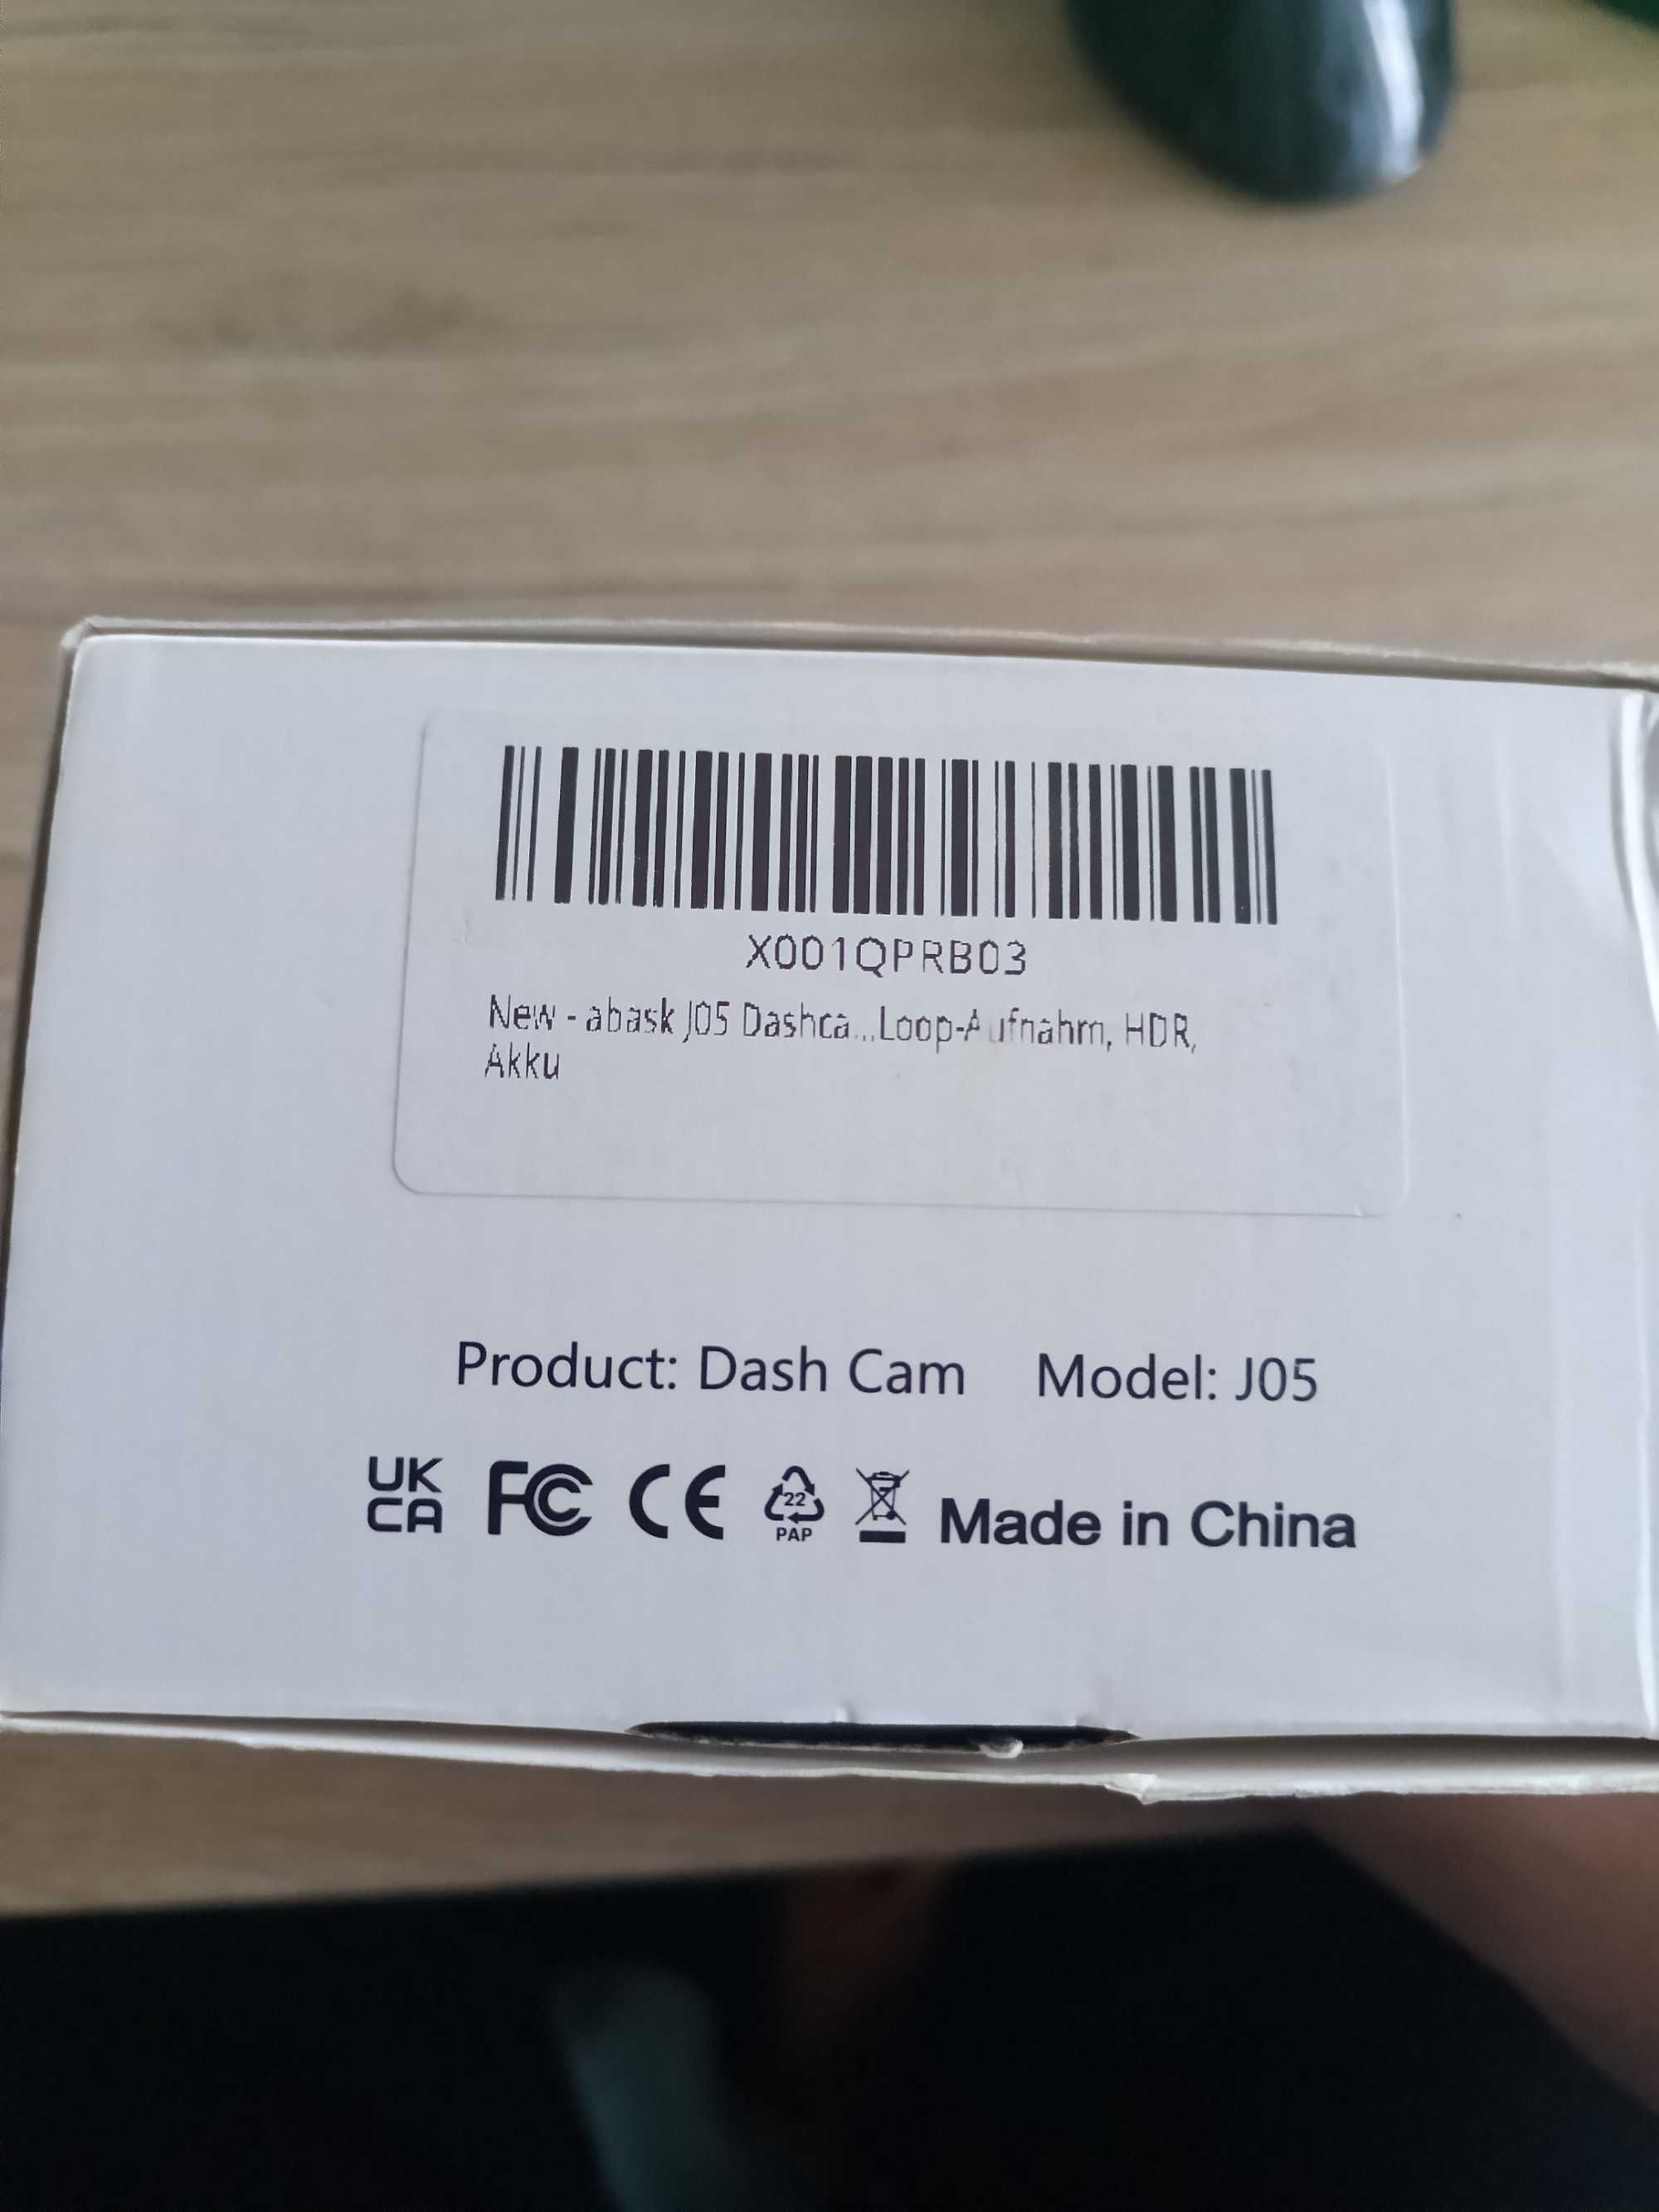 X001QPRB03
New - abask J05 Dashca...Loop-Aufnahm, HDR,
Akku
Product: Dash Cam Model: J05
UK
CA FC CE 22 PAP Made in China